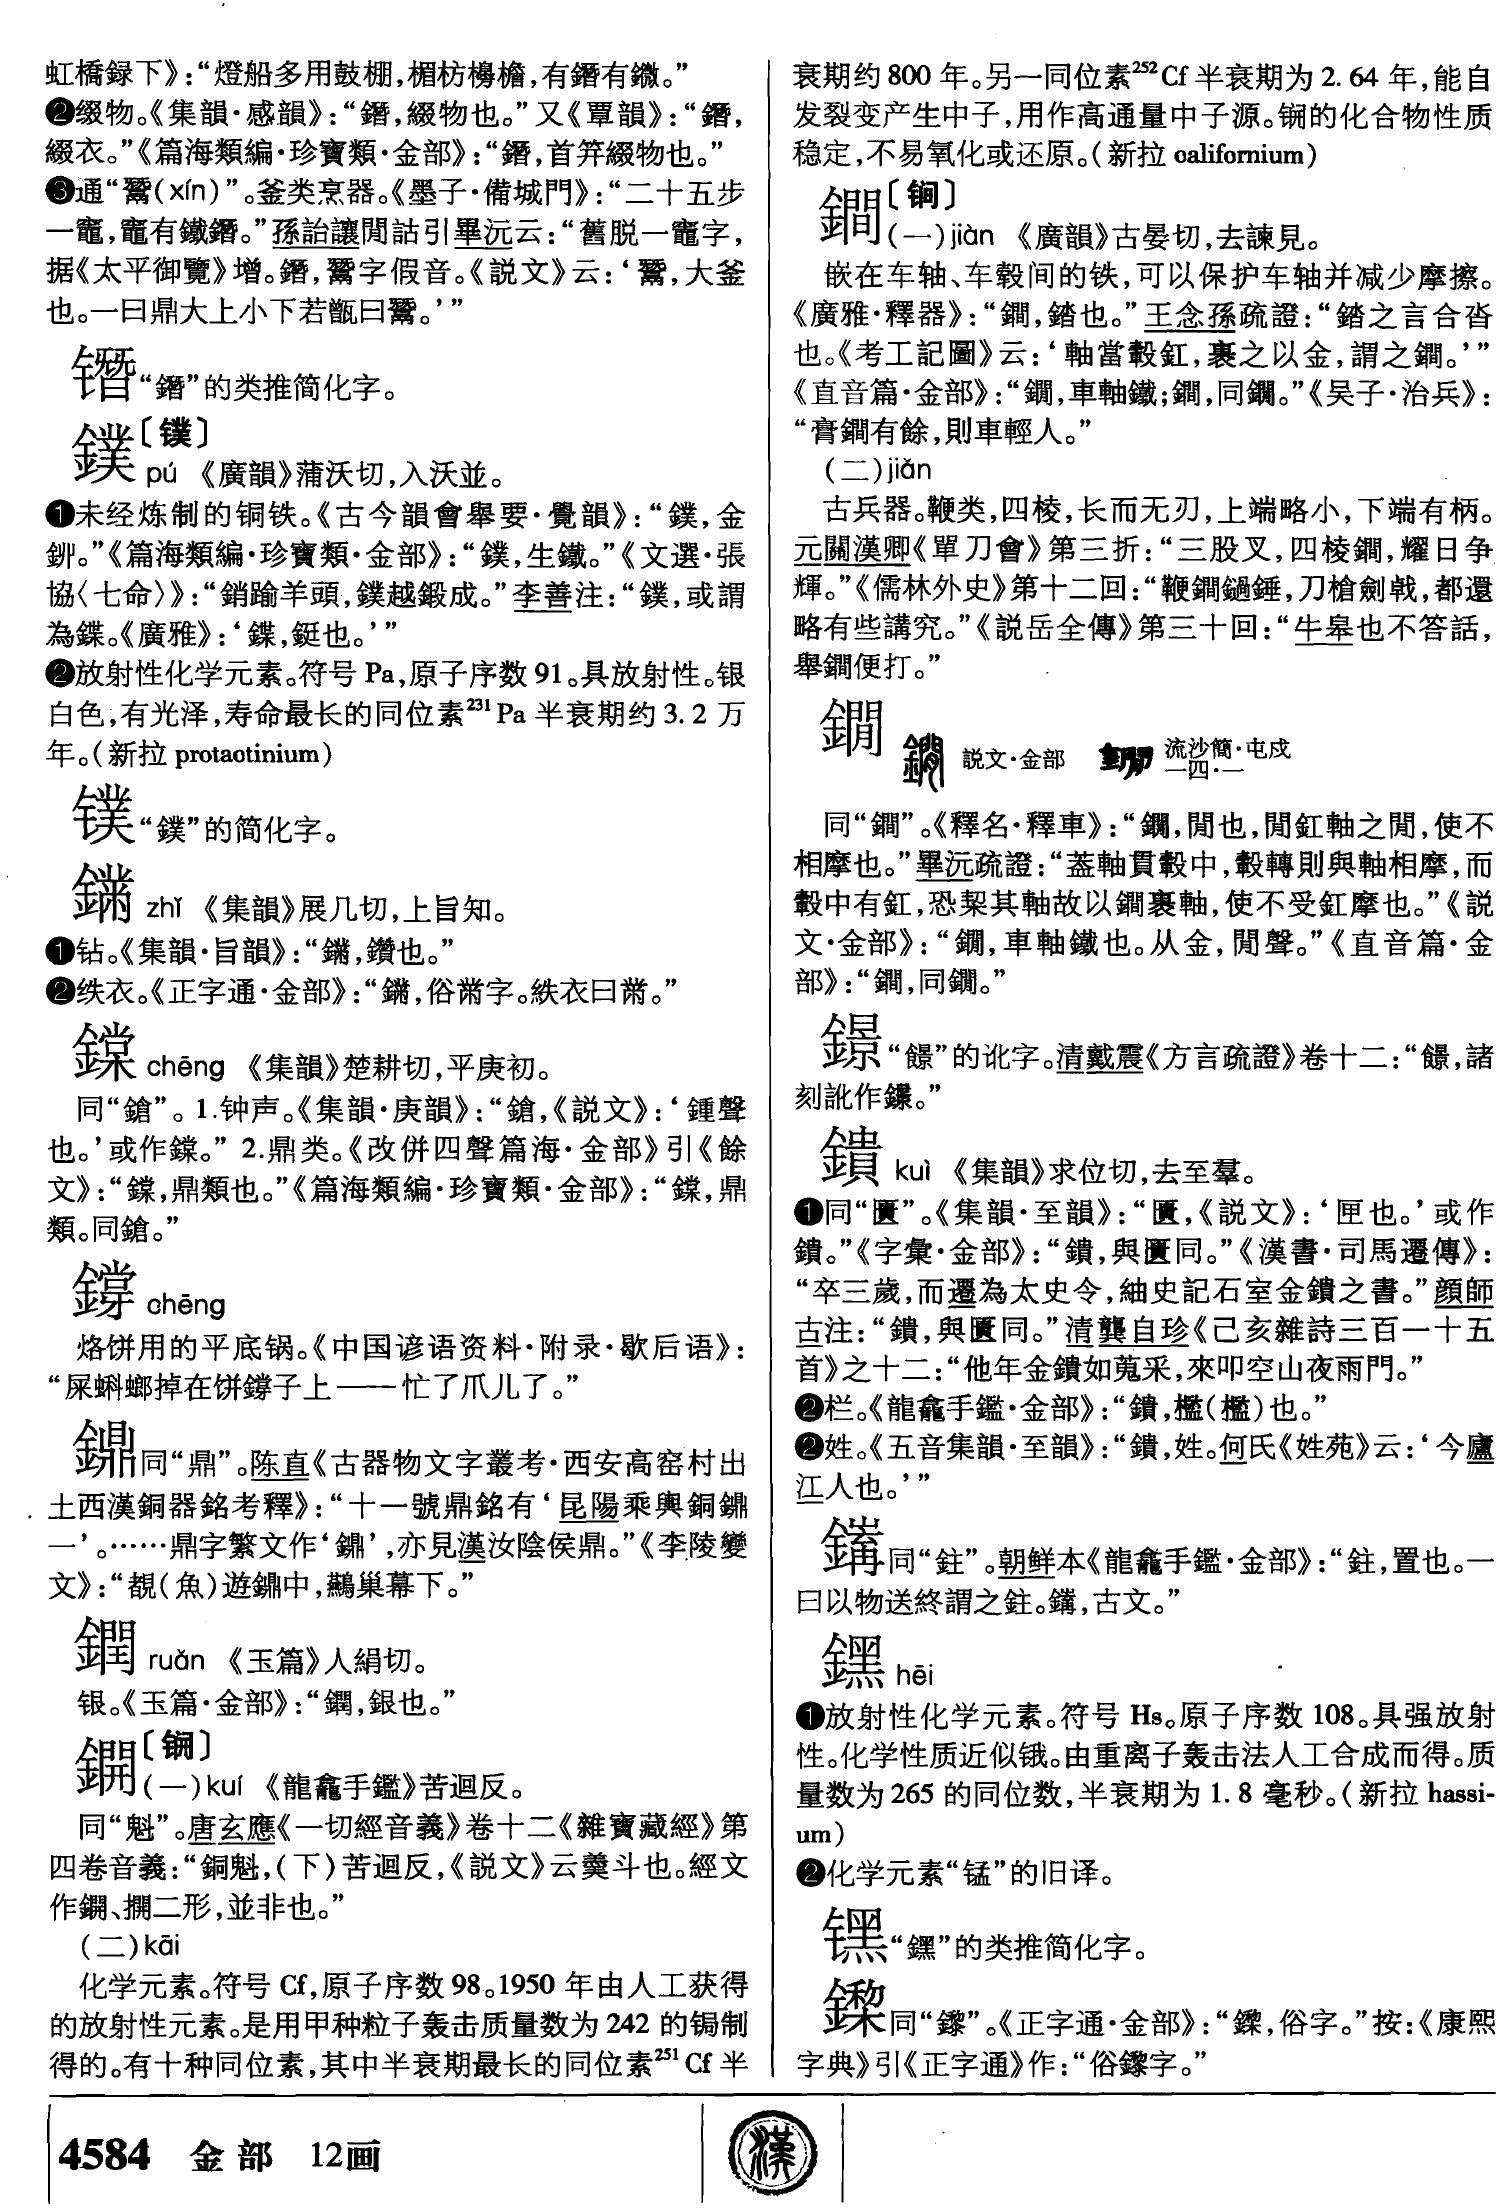 虹橋録下》：“燈船多用鼓棚，楣枋櫋檐，有鐕有鏾。”
❷缀物。《集韻·感韻》：“鐕，綴物也。”又《覃韻》：“鐕，
綴衣。”《篇海類編·珍寶類·金部》：“鐕，首笄綴物也。”
❸通“鬵(xín)”。釜类烹器。《墨子·備城門》：“二十五步
一竈，竈有鐵鐕。”孫詒讓閒詁引畢沅云：“舊脱一竈字，
据《太平御覽》增。鐕，鬵字假音。《説文》云：‘鬵，大釜
也。一曰鼎大上小下若甑曰鬵。’”
“鐕”的类推简化字。
鏷〔镤〕
pú 《廣韻》蒲沃切，入沃並。
❶未经炼制的铜铁。《古今韻會舉要·覺韻》：“鏷，金
鉚。”《篇海類編·珍寶類·金部》：“鏷，生鐵。”《文選·張
協〈七命〉》：“銷踰羊頭，鏷越鍛成。”李善注：“鏷，或謂
為鍱。《廣雅》：‘鍱，鋌也。’”
❷放射性化学元素。符号 Pa，原子序数91。具放射性。银
白色，有光泽，寿命最长的同位素²³¹Pa 半衰期约3.2万
年。(新拉 protactinium)
镤“鏷”的简化字。
zhǐ 《集韻》展几切，上旨知。
❶钻。《集韻·旨韻》：“，鑽也。”
❷紩衣。《正字通·金部》：“，俗黹字。紩衣曰黹。”
鏿 chēng 《集韻》楚耕切，平庚初。
同“鎗”。1.钟声。《集韻·庚韻》：“鎗，《説文》：‘鍾聲
也。’或作。” 2.鼎类。《改併四聲篇海·金部》引《餘
文》：“，鼎類也。”《篇海類編·珍寶類·金部》：“，鼎
類。同鎗。”
chēng
烙饼用的平底锅。《中国谚语资料·附录·歇后语》：
“屎蝌螂掉在饼子上——忙了爪儿了。”
鐤同“鼎”。陈直《古器物文字叢考·西安高窑村出
土西漢銅器銘考釋》：“十一號鼎銘有‘昆陽乘輿銅鐤
一’。……鼎字繁文作‘鐤’，亦見漢汝陰侯鼎。”《李陵變
文》：“䱷(魚)遊鐤中，鷰巢幕下。”
鐧 ruǎn 《玉篇》人絹切。
银。《玉篇·金部》：“，銀也。”
鐦〔锎〕
(一)kuí 《龍龕手鑑》苦迴反。
同“魁”。唐玄應《一切經音義》卷十二《雜寶藏經》第
四卷音義：“銅魁，(下)苦迴反，《説文》云羹斗也。經文
作鐦、㨟二形，並非也。”
(二)kāi
化学元素。符号 Cf，原子序数98。1950 年由人工获得
的放射性元素。是用甲种粒子轰击质量数为 242 的锔制
得的。有十种同位素，其中半衰期最长的同位素²⁵¹Cf 半
衰期约 800 年。另一同位素²⁵²Cf 半衰期为 2.64 年，能自
发裂变产生中子，用作高通量中子源。锎的化合物性质
稳定，不易氧化或还原。(新拉 californium)
鐧〔锏〕
(一)jiàn 《廣韻》古晏切，去諫見。
嵌在车轴、车毂间的铁，可以保护车轴并减少摩擦。
《廣雅·釋器》：“鐧，錔也。”王念孫疏證：“錔之言合沓
也。《考工記圖》云：‘軸當轂釭，裹之以金，謂之鐧。’”
《直音篇·金部》：“鐗，車軸鐵；鐧，同鐗。”《吴子·治兵》：
“膏鐧有餘，則車輕人。”
(二)jiǎn
古兵器。鞭类，四棱，长而无刃，上端略小，下端有柄。
元關漢卿《單刀會》第三折：“三股叉，四棱鐧，耀日争
輝。”《儒林外史》第十二回：“鞭鐧鐹錘，刀槍劍戟，都還
略有些講究。”《説岳全傳》第三十回：“牛皋也不答話，
舉鐧便打。”
鐗 説文·金部 流沙簡·屯戍一四·一
同“鐧”。《釋名·釋車》：“鐗，閒也，閒釭軸之閒，使不
相摩也。”畢沅疏證：“葢軸貫轂中，轂轉則與軸相摩，而
轂中有釭，恐㓞其軸故以鐧裹軸，使不受釭摩也。”《説
文·金部》：“鐗，車軸鐵也。从金，閒聲。”《直音篇·金
部》：“鐧，同鐗。”
“餭”的讹字。清戴震《方言疏證》卷十二：“，諸
刻訛作。”
鐀 kuì 《集韻》求位切，去至羣。
❶同“匱”。《集韻·至韻》：“匱，《説文》：‘匣也。’或作
鐀。”《字彙·金部》：“鐀，與匱同。”《漢書·司馬遷傳》：
“卒三歲，而遷為太史令，紬史記石室金鐀之書。”顔師
古注：“鐀，與匱同。”清龔自珍《己亥雜詩三百一十五
首》之十二：“他年金鐀如蒐采，來叩空山夜雨門。”
❷栏。《龍龕手鑑·金部》：“鐀，㯺(檻)也。”
❷姓。《五音集韻·至韻》：“鐀，姓。何氏《姓苑》云：‘今廬
江人也。’”
同“鉒”。朝鲜本《龍龕手鑑·金部》：“鉒，置也。一
曰以物送終謂之鉒。，古文。”
𨭆 hēi
❶放射性化学元素。符号 Hs。原子序数 108。具强放射
性。化学性质近似锇。由重离子轰击法人工合成而得。质
量数为 265 的同位数，半衰期为 1.8 毫秒。(新拉 hassi-
um)
❷化学元素“锰”的旧译。
𬭶“𨭆”的类推简化字。
同“鏫”。《正字通·金部》：“，俗字。”按：《康熙
字典》引《正字通》作：“俗鏫字。”
4584 金部 12画
漢